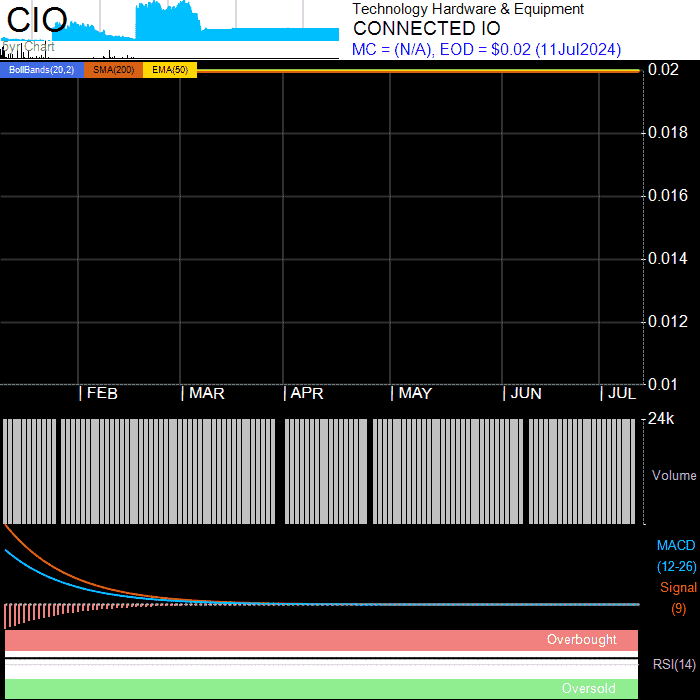 CIO
5yr Chart
Technology Hardware & Equipment
CONNECTED IO
MC = (N/A), EOD = $0.02 (11Jul2024)
BollBands(20,2) SMA(200) EMA(50)
0.02
0.018
0.016
0.014
0.012
0.01
| FEB | MAR | APR | MAY | JUN | JUL
24k
Volume
MACD
(12-26)
Signal
(9)
Overbought
RSI(14)
Oversold